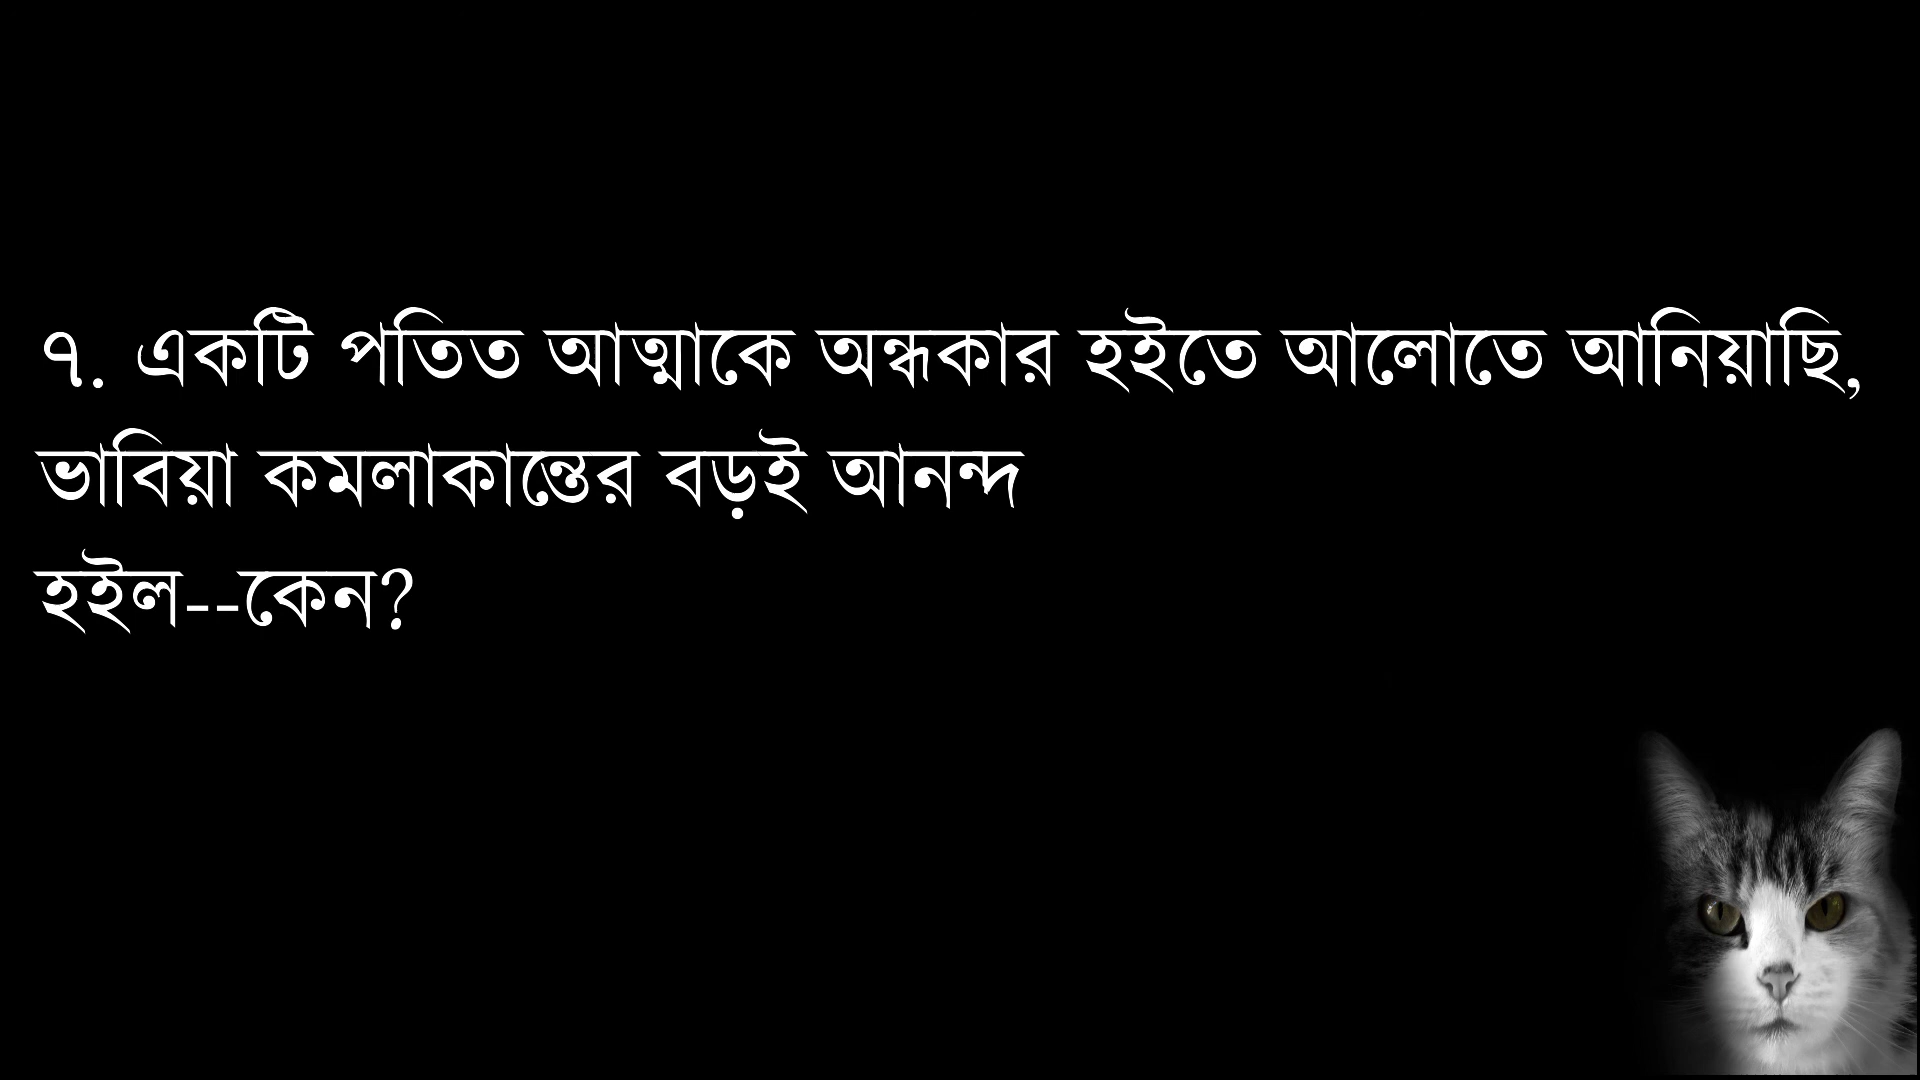 ৭. একটি পতিত আত্মাকে অন্ধকার হইতে আলোতে আনিয়াছি,
ভাবিয়া কমলাকান্তের বড়ই আনন্দ
হইল--কেন?